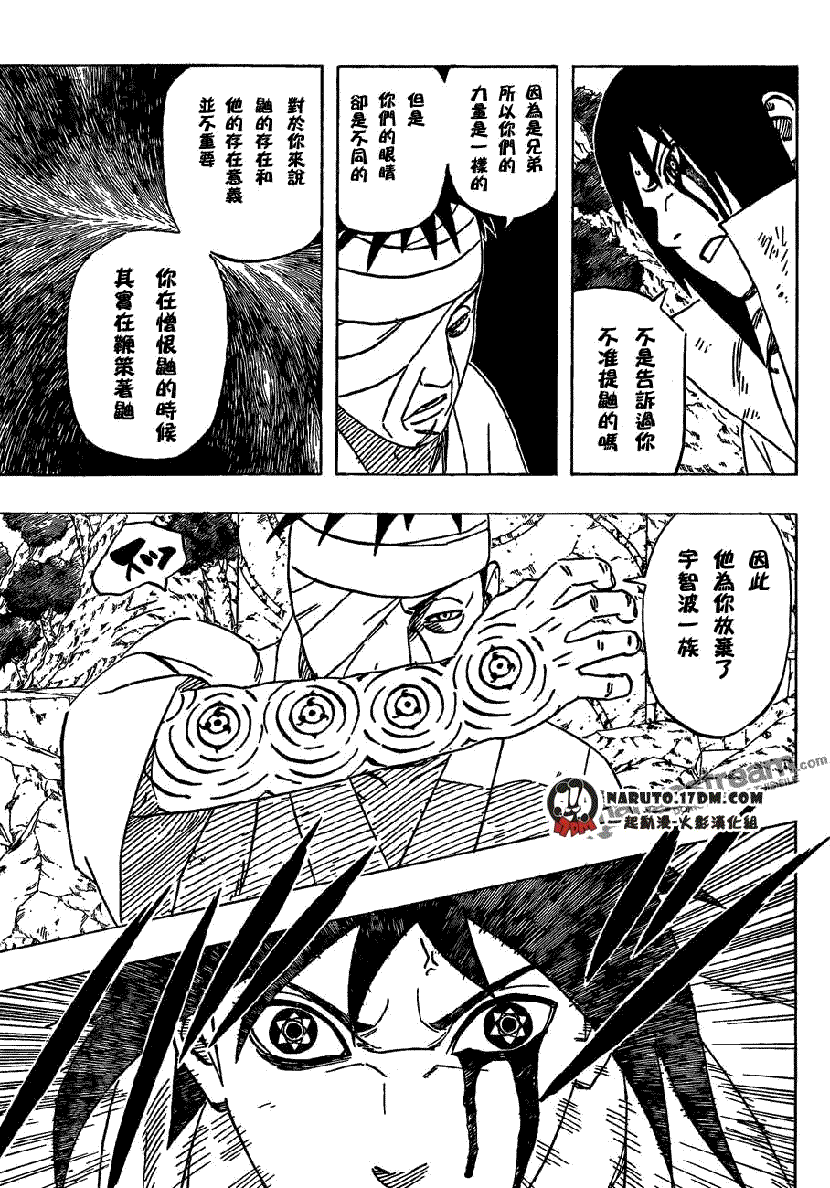 不是告訴過你
不准提鼬的嗎
因為是兄弟
所以你們的
力量是一樣的
但是
你們的眼睛
卻是不同的
對於你來說
鼬的存在和
他的存在意義
並不重要
你在憎恨鼬的時候
其實在鞭策著鼬
因此
他為你放棄了
宇智波一族
NARUTO.17DM.COM
一起動漫-火影漢化組
17DM